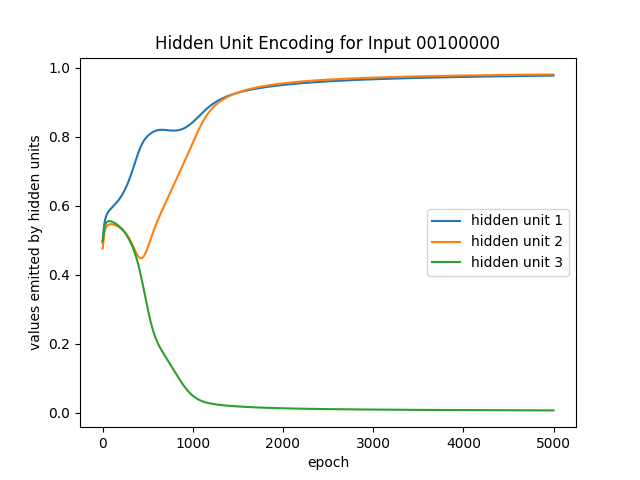 Hidden Unit Encoding for Input 00100000
values emitted by hidden units
1.0
0.8
0.6
0.4
0.2
0.0
hidden unit 1
hidden unit 2
hidden unit 3
0 1000 2000 3000 4000 5000
epoch